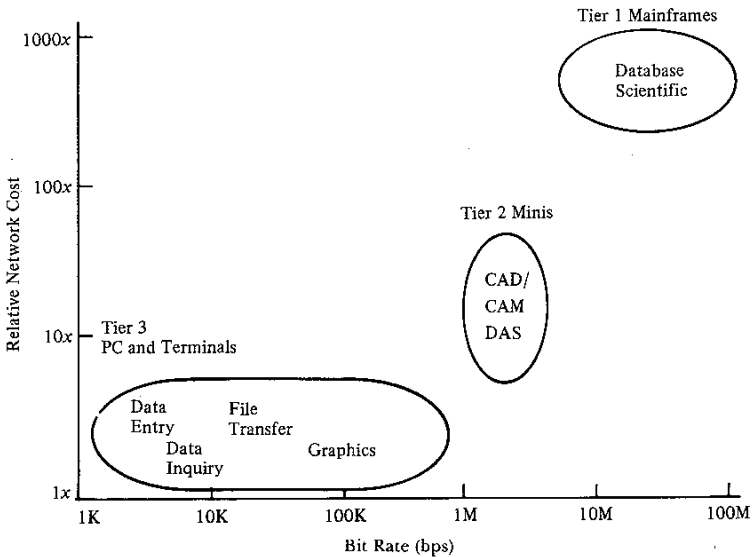 Tier 1 Mainframes
1000x
Database
Scientific
100x
Relative Network Cost
Tier 2 Minis
CAD/
CAM
DAS
10x
Tier 3
PC and Terminals
Data
Entry
File
Transfer
Data
Inquiry
Graphics
1x
1K 10K 100K 1M 10M 100M
Bit Rate (bps)